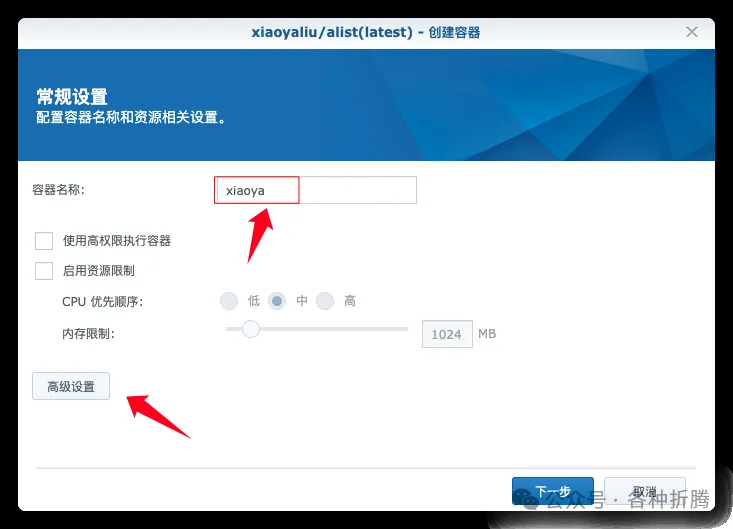 xiaoyaliu/alist(latest) - 创建容器
常规设置
配置容器名称和资源相关设置。
容器名称:
xiaoya
使用高权限执行容器
启用资源限制
CPU 优先顺序:
低 中 高
内存限制:
1024 MB
高级设置
下一步 取消
公众号 · 各种折腾